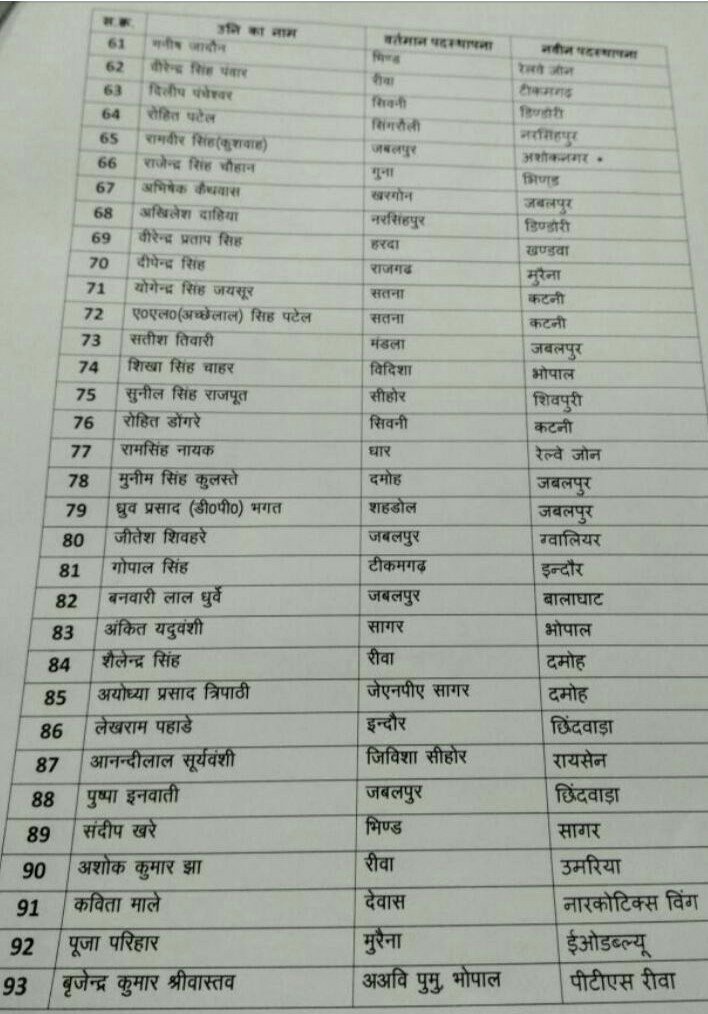 स.क्र. उनि का नाम वर्तमान पदस्थापना नवीन पदस्थापना
61 मनीष जादौन भिण्ड रेलवे जोन
62 वीरेन्द्र सिंह पंवार रीवा टीकमगढ़
63 दिलीप पंचेश्वर सिवनी डिण्डोरी
64 रोहित पटेल सिंगरौली नरसिंहपुर
65 रामवीर सिंह(कुशवाह) जबलपुर अशोकनगर
66 राजेन्द्र सिंह चौहान गुना भिण्ड
67 अभिषेक कैथवास खरगोन जबलपुर
68 अखिलेश दाहिया नरसिंहपुर डिण्डोरी
69 वीरेन्द्र प्रताप सिंह हरदा खण्डवा
70 दीपेन्द्र सिंह राजगढ मुरैना
71 योगेन्द्र सिंह जयसूर सतना कटनी
72 ए0एल0(अच्छेलाल) सिंह पटेल सतना कटनी
73 सतीश तिवारी मंडला जबलपुर
74 शिखा सिंह चाहर विदिशा भोपाल
75 सुनील सिंह राजपूत सीहोर शिवपुरी
76 रोहित डोंगरे सिवनी कटनी
77 रामसिंह नायक धार रेल्वे जोन
78 मुनीम सिंह कुलस्ते दमोह जबलपुर
79 ध्रुव प्रसाद (डी0पी0) भगत शहडोल जबलपुर
80 जीतेश शिवहरे जबलपुर ग्वालियर
81 गोपाल सिंह टीकमगढ़ इन्दौर
82 बनवारी लाल धुर्वे जबलपुर बालाघाट
83 अंकित यदुवंशी सागर भोपाल
84 शैलेन्द्र सिंह रीवा दमोह
85 अयोध्या प्रसाद त्रिपाठी जेएनपीए सागर दमोह
86 लेखराम पहाडे इन्दौर छिंदवाड़ा
87 आनन्दीलाल सूर्यवंशी जिविशा सीहोर रायसेन
88 पुष्पा इनवाती जबलपुर छिंदवाड़ा
89 संदीप खरे भिण्ड सागर
90 अशोक कुमार झा रीवा उमरिया
91 कविता माले देवास नारकोटिक्स विंग
92 पूजा परिहार मुरैना ईओडब्ल्यू
93 बृजेन्द्र कुमार श्रीवास्तव अअवि पुमु, भोपाल पीटीएस रीवा